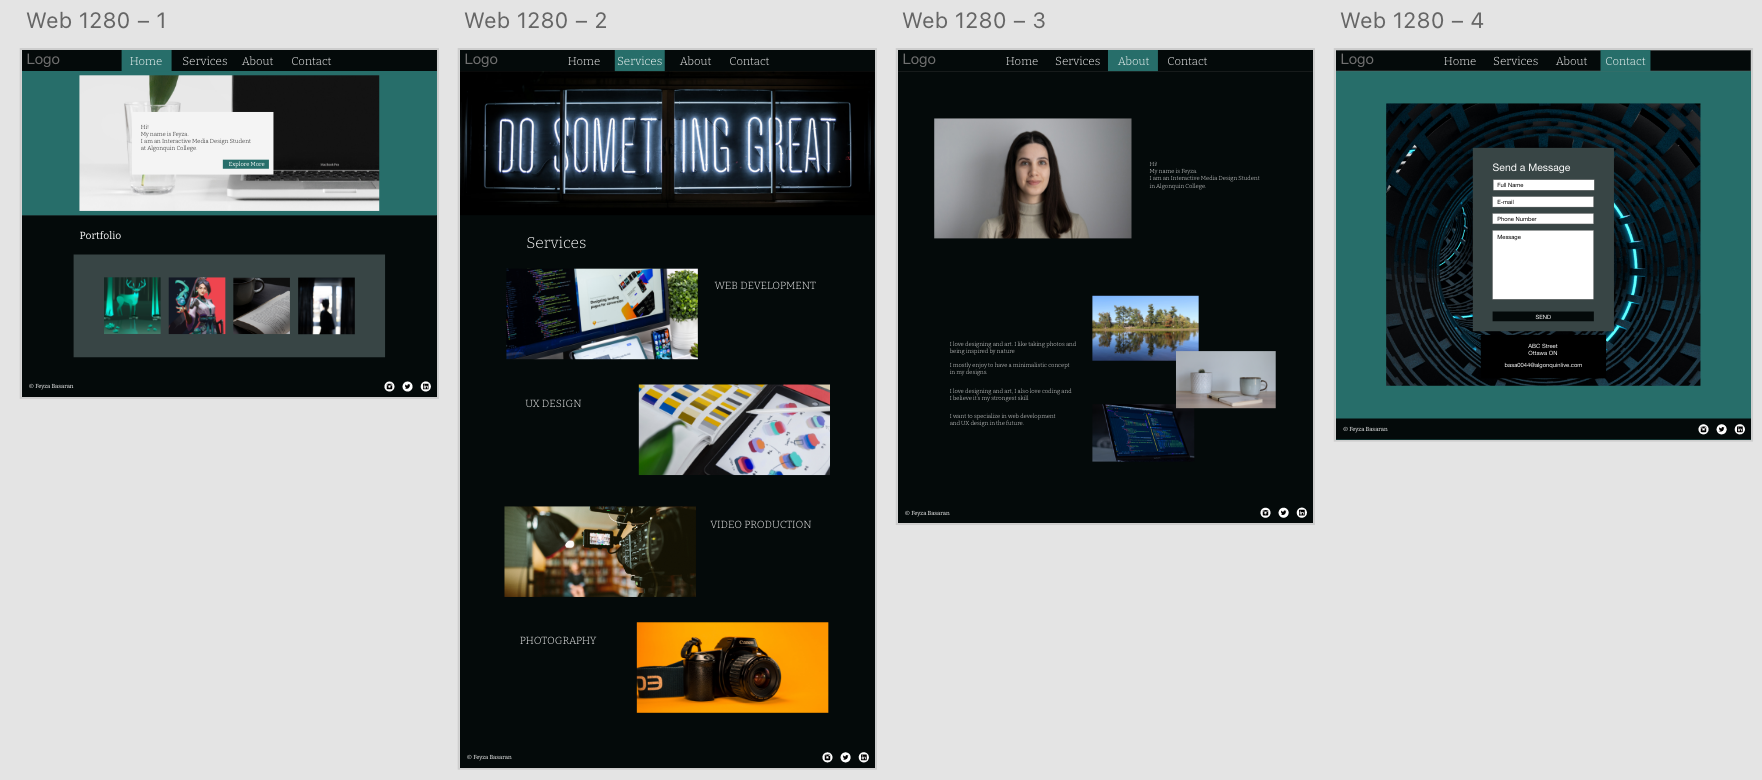 Web 1280 – 1
Logo
Home
Services
About
Contact
Hi!
My name is Feyza.
I am an Interactive Media Design Student
at Algonquin College.
Explore More
MacBook Pro
Portfolio
© Feyza Basaran
Web 1280 – 2
Logo
Home
Services
About
Contact
DO SOMETHING GREAT
Services
WEB DEVELOPMENT
UX DESIGN
VIDEO PRODUCTION
Canon
PHOTOGRAPHY
© Feyza Basaran
Web 1280 – 3
Logo
Home
Services
About
Contact
Hi!
My name is Feyza.
I am an Interactive Media Design Student
in Algonquin College.
I love designing and art. I like taking photos and
being inspired by nature
I mostly enjoy to have a minimalistic concept
in my designs.
I love designing and art. I also love coding and
I believe it's my strongest skill
I want to specialize in web development
and UX design in the future.
© Feyza Basaran
Web 1280 – 4
Logo
Home
Services
About
Contact
Send a Message
Full Name
E-mail
Phone Number
Message
SEND
ABC Street
Ottawa ON
basa0044@algonquinlive.com
© Feyza Basaran